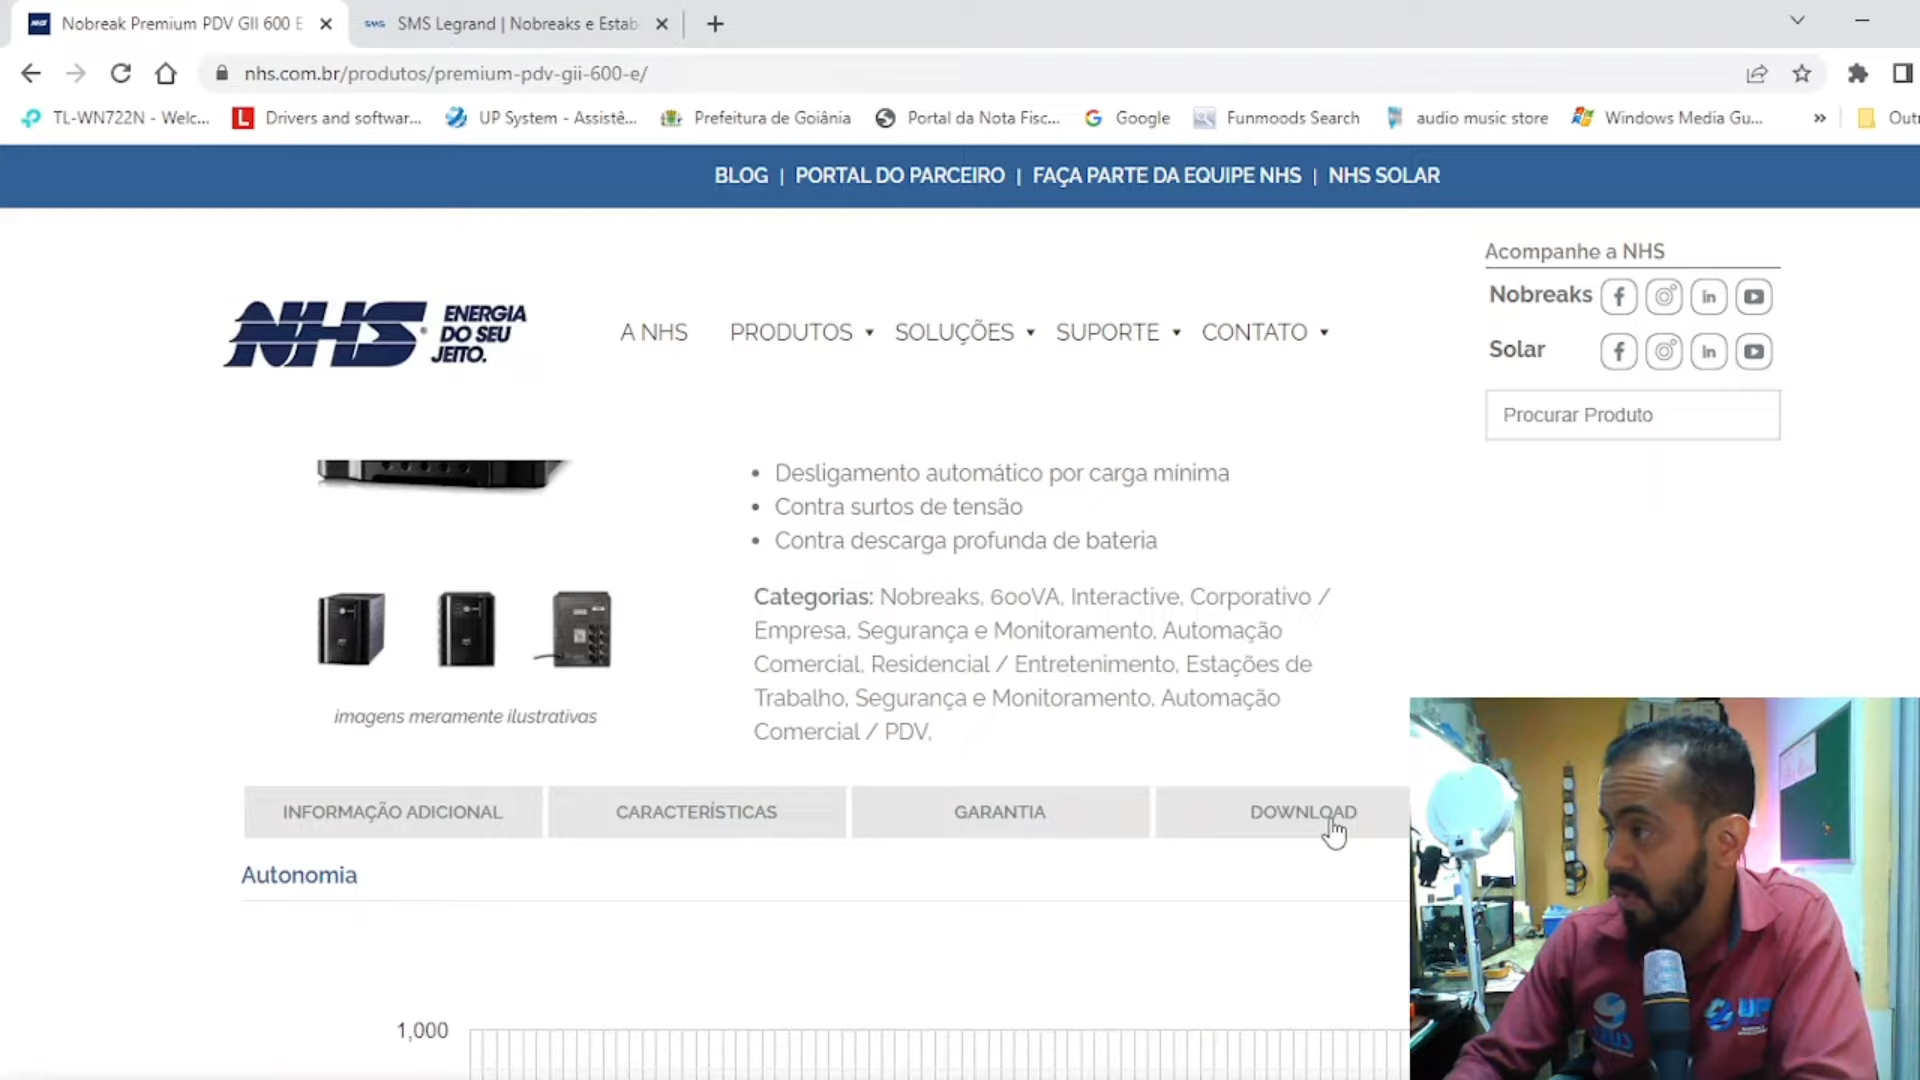 Nobreak Premium PDV GII 600 E
SMS Legrand | Nobreaks e Estab
nhs.com.br/produtos/premium-pdv-gii-600-e/
TL-WN722N - Welc...
Drivers and softwar...
UP System - Assistê...
Prefeitura de Goiânia
Portal da Nota Fisc...
Google
Funmoods Search
audio music store
Windows Media Gu...
»
Outr
BLOG | PORTAL DO PARCEIRO | FAÇA PARTE DA EQUIPE NHS | NHS SOLAR
Acompanhe a NHS
Nobreaks
Solar
Procurar Produto
NHS ENERGIA
DO SEU
JEITO.
A NHS PRODUTOS SOLUÇÕES SUPORTE CONTATO
• Desligamento automático por carga mínima
• Contra surtos de tensão
• Contra descarga profunda de bateria
Categorias: Nobreaks, 600VA, Interactive, Corporativo /
Empresa, Segurança e Monitoramento, Automação
Comercial, Residencial / Entretenimento, Estações de
Trabalho, Segurança e Monitoramento, Automação
Comercial / PDV,
imagens meramente ilustrativas
INFORMAÇÃO ADICIONAL
CARACTERÍSTICAS
GARANTIA
DOWNLOAD
Autonomia
1,000
UP